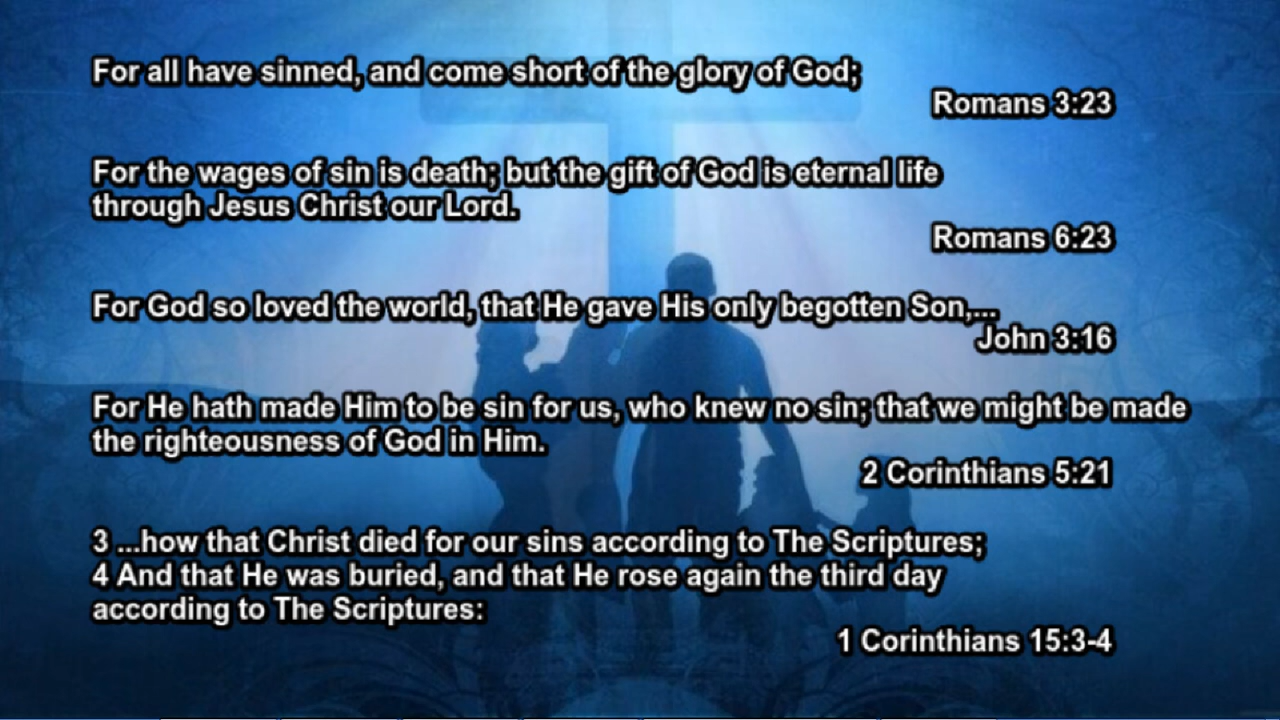 For all have sinned, and come short of the glory of God;
Romans 3:23
For the wages of sin is death; but the gift of God is eternal life
through Jesus Christ our Lord.
Romans 6:23
For God so loved the world, that He gave His only begotten Son,...
John 3:16
For He hath made Him to be sin for us, who knew no sin; that we might be made
the righteousness of God in Him.
2 Corinthians 5:21
3 ...how that Christ died for our sins according to The Scriptures;
4 And that He was buried, and that He rose again the third day
according to The Scriptures:
1 Corinthians 15:3-4